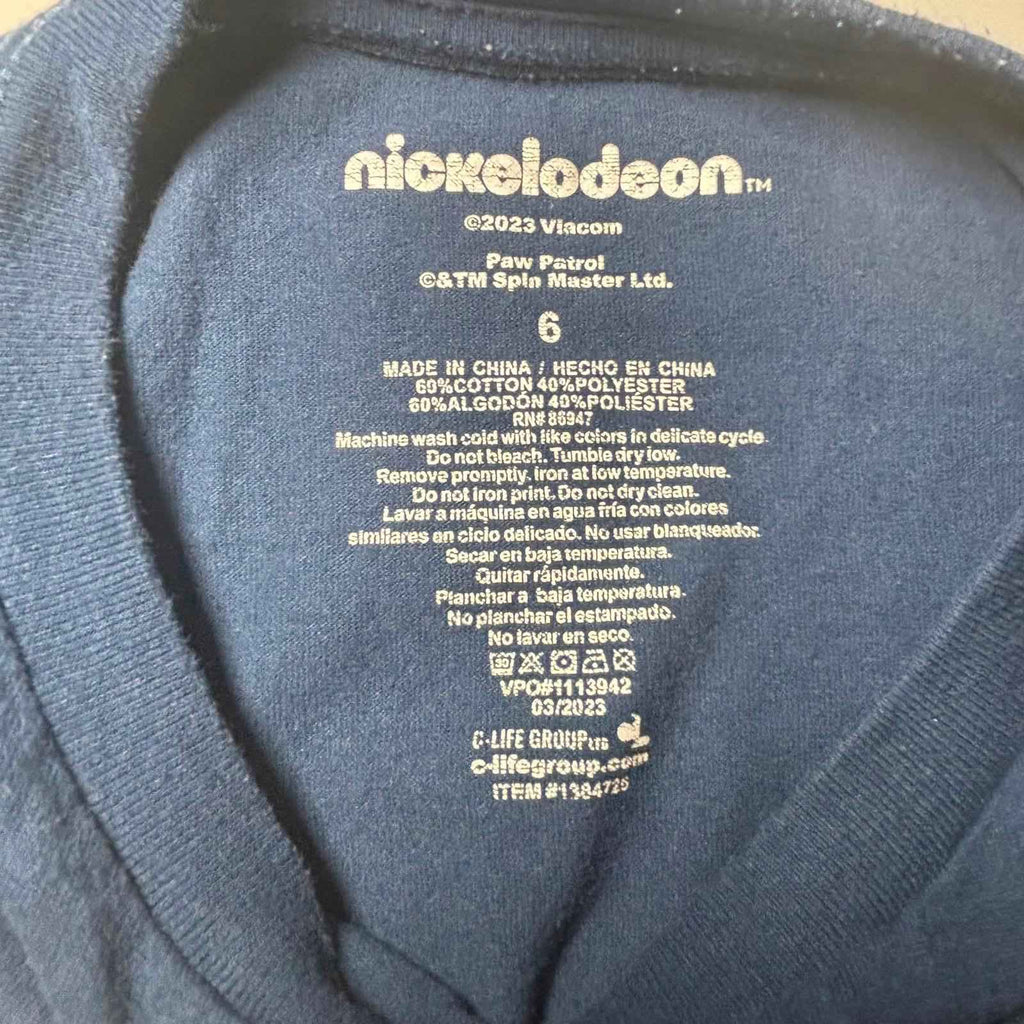 nickelodeon™
©2023 Viacom
Paw Patrol
©&TM Spin Master Ltd.
6
MADE IN CHINA / HECHO EN CHINA
60%COTTON 40%POLYESTER
60%ALGODÓN 40%POLIÉSTER
RN# 86947
Machine wash cold with like colors in delicate cycle.
Do not bleach. Tumble dry low.
Remove promptly. Iron at low temperature.
Do not iron print. Do not dry clean.
Lavar a máquina en agua fría con colores
similares en ciclo delicado. No usar blanqueador.
Secar en baja temperatura.
Quitar rápidamente.
Planchar a baja temperatura.
No planchar el estampado.
No lavar en seco.
30
VPO#1113942
03/2023
C-LIFE GROUP LTD
c-lifegroup.com
ITEM #1384725